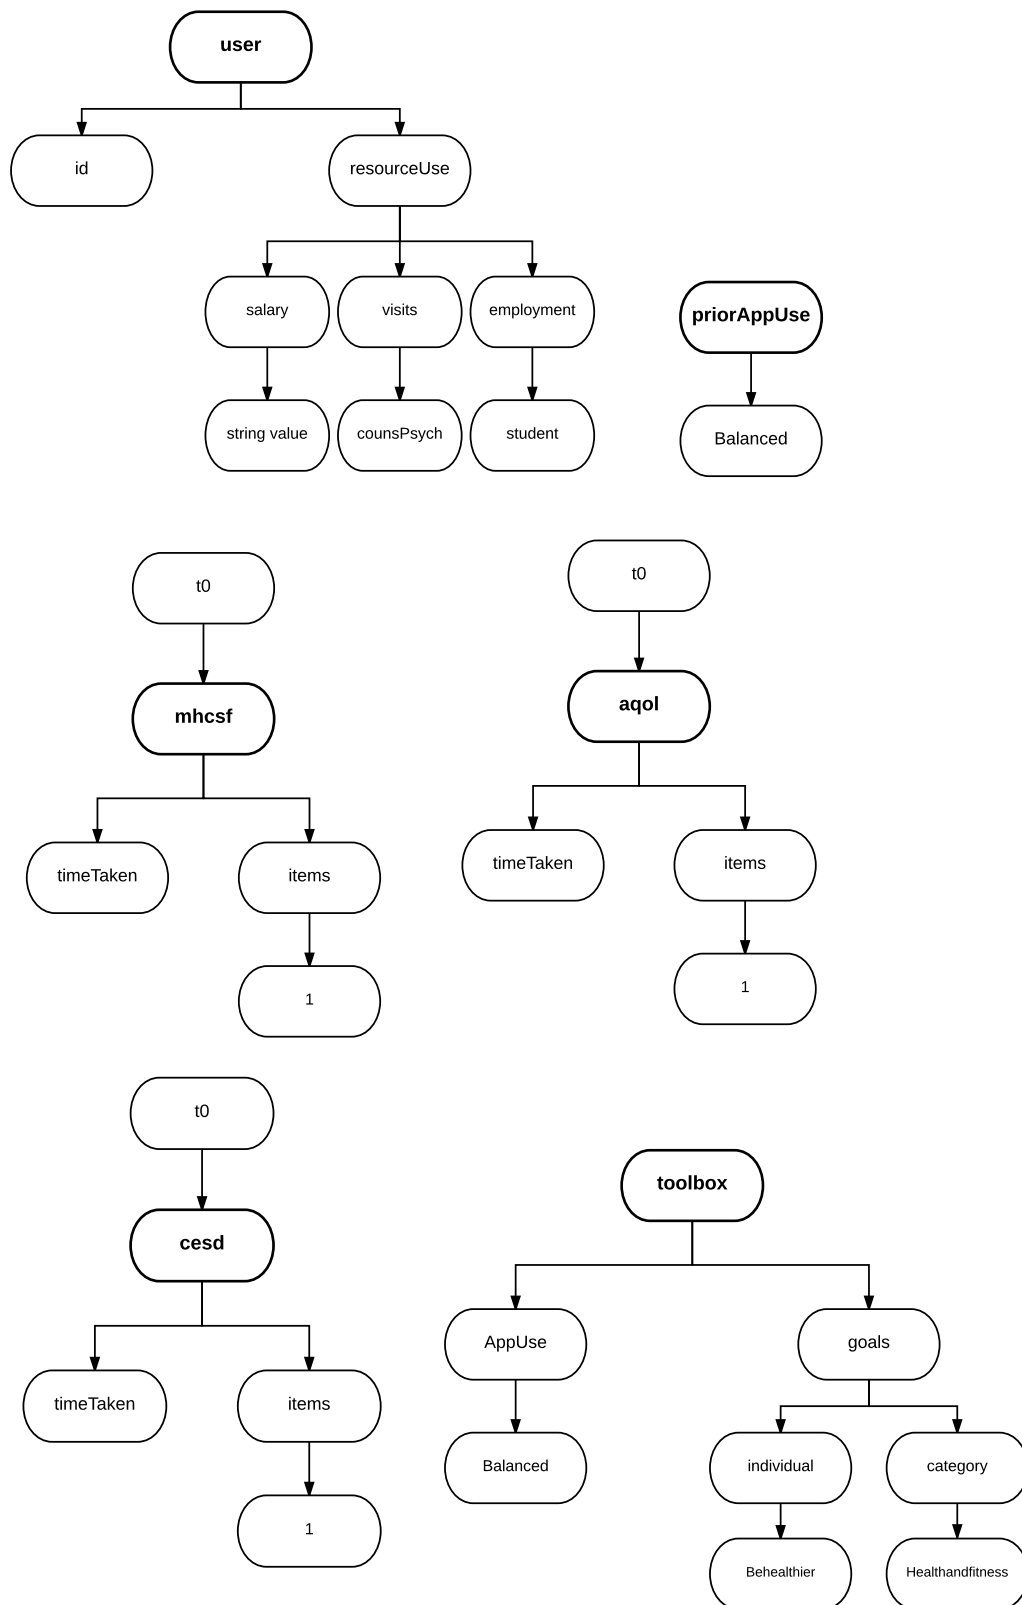 user
id
resourceUse
salary
visits
employment
priorAppUse
string value
counsPsych
student
Balanced
t0
mhcsf
timeTaken
items
1
t0
aqol
timeTaken
items
1
t0
cesd
timeTaken
items
1
toolbox
AppUse
goals
Balanced
individual
category
Behealthier
Healthandfitness